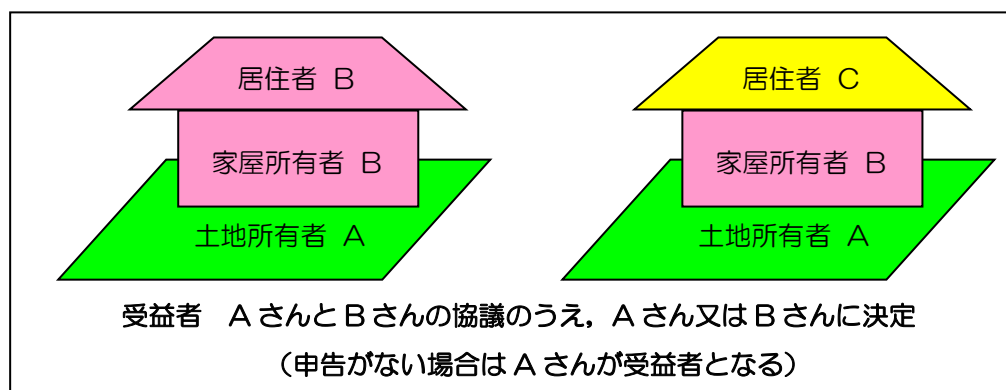 居住者 B
家屋所有者 B
土地所有者 A
居住者 C
家屋所有者 B
土地所有者 A
受益者　AさんとBさんの協議のうえ，Aさん又はBさんに決定
（申告がない場合はAさんが受益者となる）